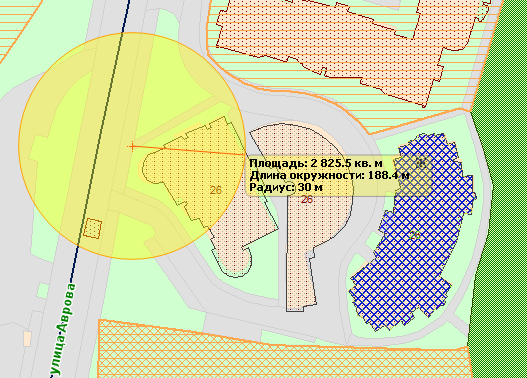 Площадь: 2 825.5 кв. м
Длина окружности: 188.4 м
Радиус: 30 м
26
26
улица Аврова